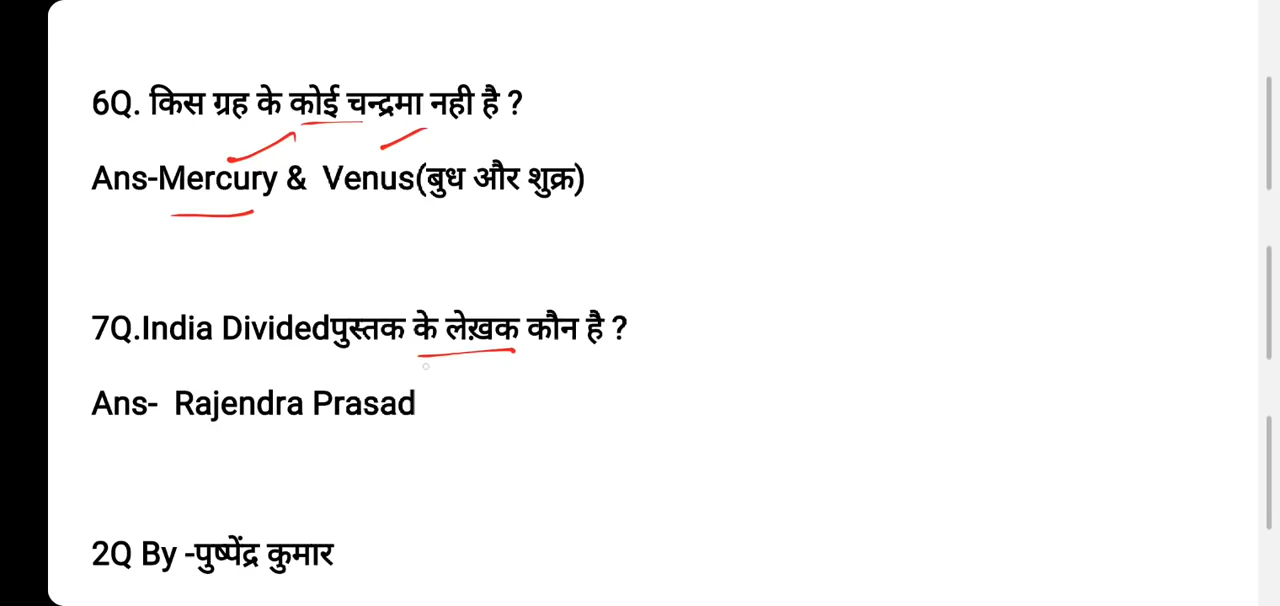 6Q. किस ग्रह के कोई चन्द्रमा नही है ?
Ans-Mercury & Venus(बुध और शुक्र)
7Q.India Dividedपुस्तक के लेख़क कौन है ?
Ans- Rajendra Prasad
2Q By -पुष्पेंद्र कुमार